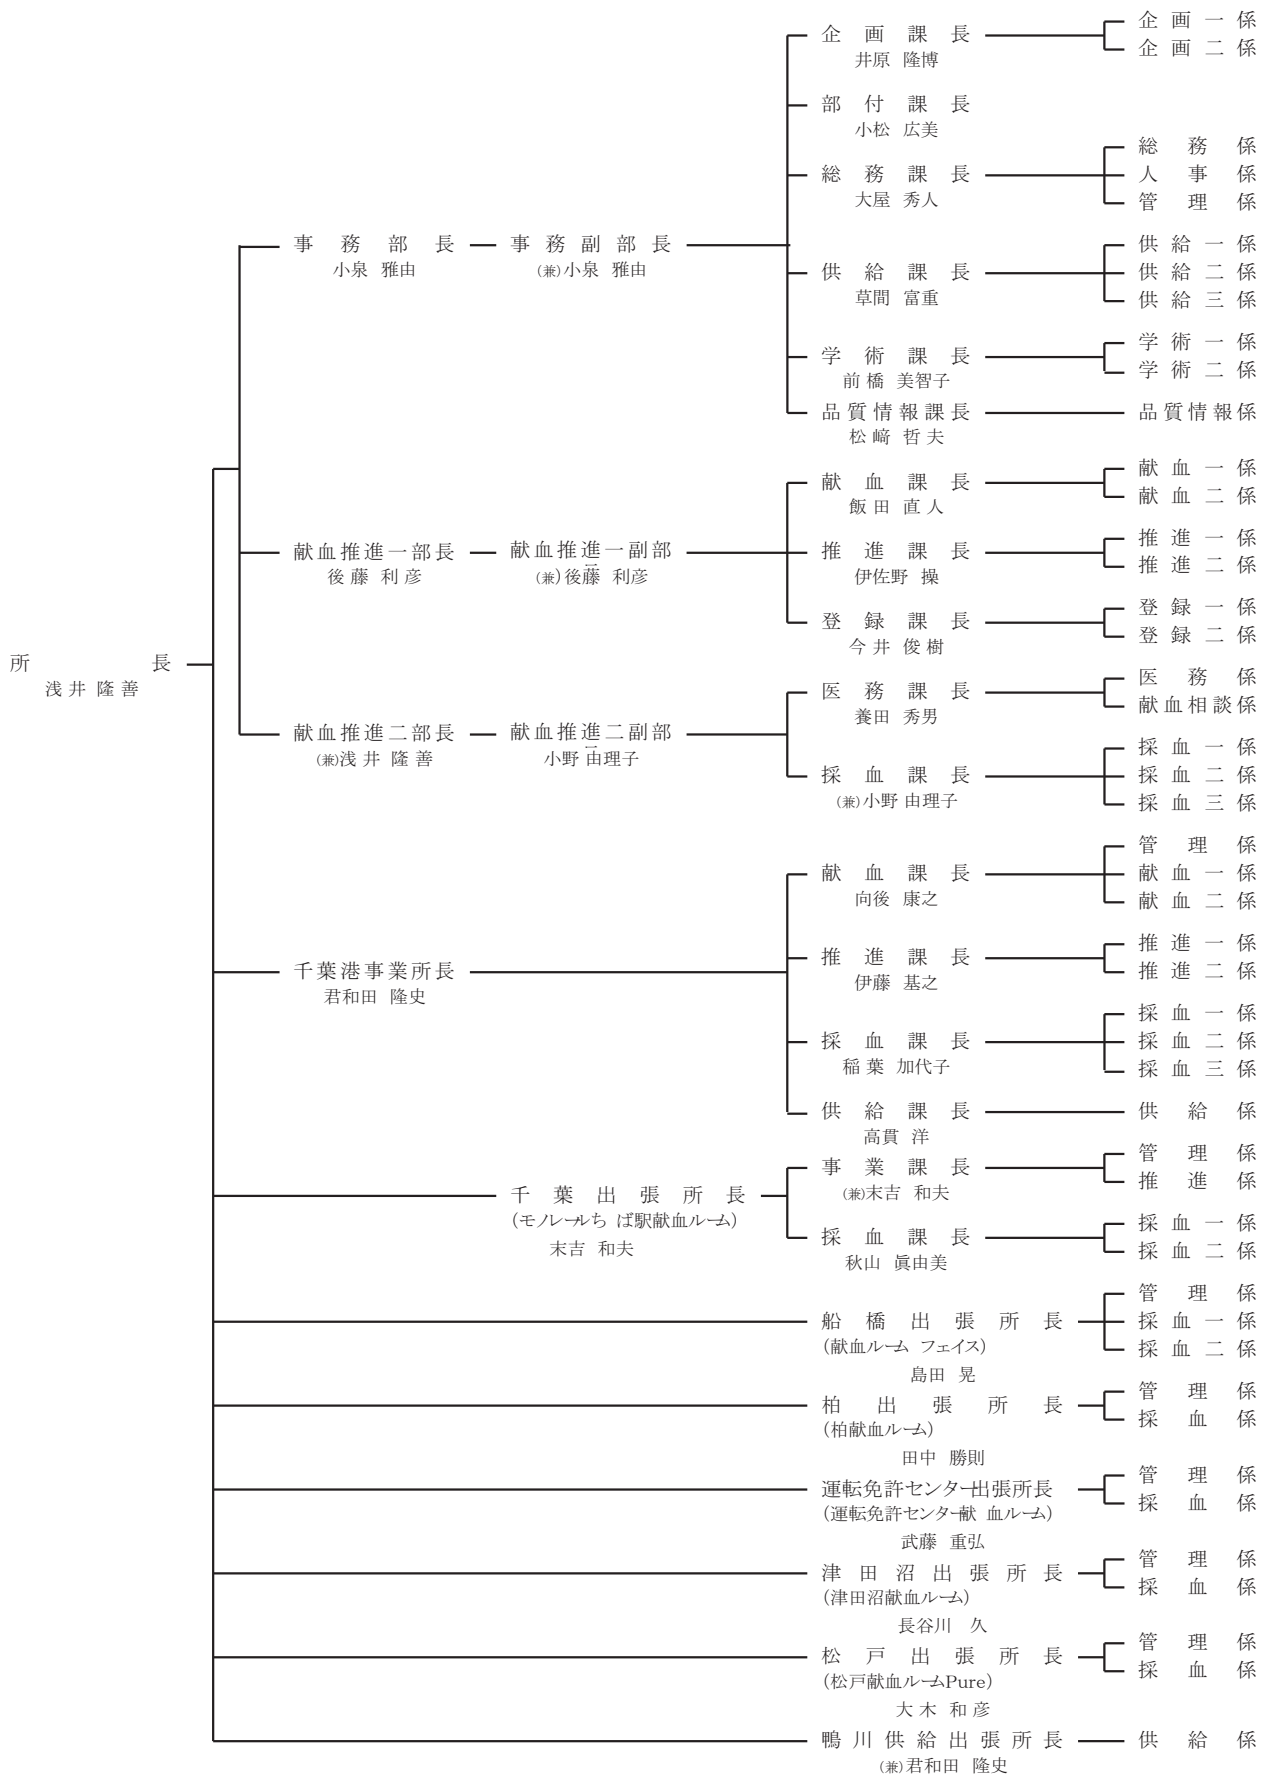 企画課長
井原 隆博
企画一係
企画二係
部付課長
小松 広美
総務課長
大屋 秀人
総務係
人事係
管理係
事務部長
小泉 雅由
事務副部長
(兼)小泉 雅由
供給課長
草間 富重
供給一係
供給二係
供給三係
学術課長
前橋 美智子
学術一係
学術二係
品質情報課長
松﨑 哲夫
品質情報係
献血課長
飯田 直人
献血一係
献血二係
献血推進一部長
後藤 利彦
献血推進一副部
(兼)後藤 利彦
推進課長
伊佐野 操
推進一係
推進二係
登録課長
今井 俊樹
登録一係
登録二係
所長
浅井 隆善
医務課長
養田 秀男
医務係
献血相談係
献血推進二部長
(兼)浅井 隆善
献血推進二副部
小野 由理子
採血課長
(兼)小野 由理子
採血一係
採血二係
採血三係
献血課長
向後 康之
管理係
献血一係
献血二係
千葉港事業所長
君和田 隆史
推進課長
伊藤 基之
推進一係
推進二係
採血課長
稲葉 加代子
採血一係
採血二係
採血三係
供給課長
高貫 洋
供給係
千葉出張所長
(モノレールちば駅献血ルーム)
末吉 和夫
事業課長
(兼)末吉 和夫
管理係
推進係
採血課長
秋山 眞由美
採血一係
採血二係
船橋出張所長
(献血ルーム フェイス)
島田 晃
管理係
採血一係
採血二係
柏出張所長
(柏献血ルーム)
田中 勝則
管理係
採血係
運転免許センター出張所長
(運転免許センター献血ルーム)
武藤 重弘
管理係
採血係
津田沼出張所長
(津田沼献血ルーム)
長谷川 久
管理係
採血係
松戸出張所長
(松戸献血ルームPure)
大木 和彦
管理係
採血係
鴨川供給出張所長
(兼)君和田 隆史
供給係